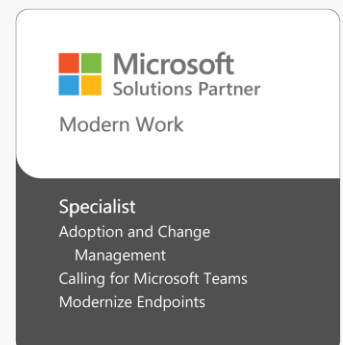 Microsoft
Solutions Partner
Modern Work
Specialist
Adoption and Change
Management
Calling for Microsoft Teams
Modernize Endpoints